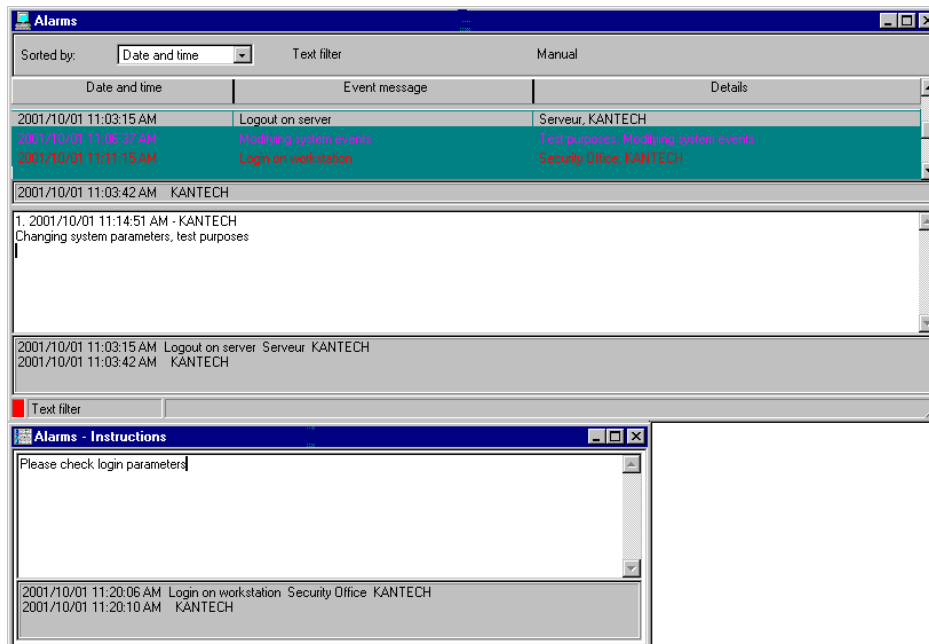 Alarms
Sorted by: Date and time Text filter Manual
Date and time Event message Details
2001/10/01 11:03:15 AM Logout on server Serveur, KANTECH
2001/10/01 11:06:37 AM Modifying system events Test purposes, Modifying system events
2001/10/01 11:11:15 AM Login on workstation Security Office, KANTECH
2001/10/01 11:03:42 AM KANTECH
1. 2001/10/01 11:14:51 AM - KANTECH
Changing system parameters, test purposes
2001/10/01 11:03:15 AM Logout on server Serveur KANTECH
2001/10/01 11:03:42 AM KANTECH
Text filter
Alarms - Instructions
Please check login parameters
2001/10/01 11:20:06 AM Login on workstation Security Office KANTECH
2001/10/01 11:20:10 AM KANTECH